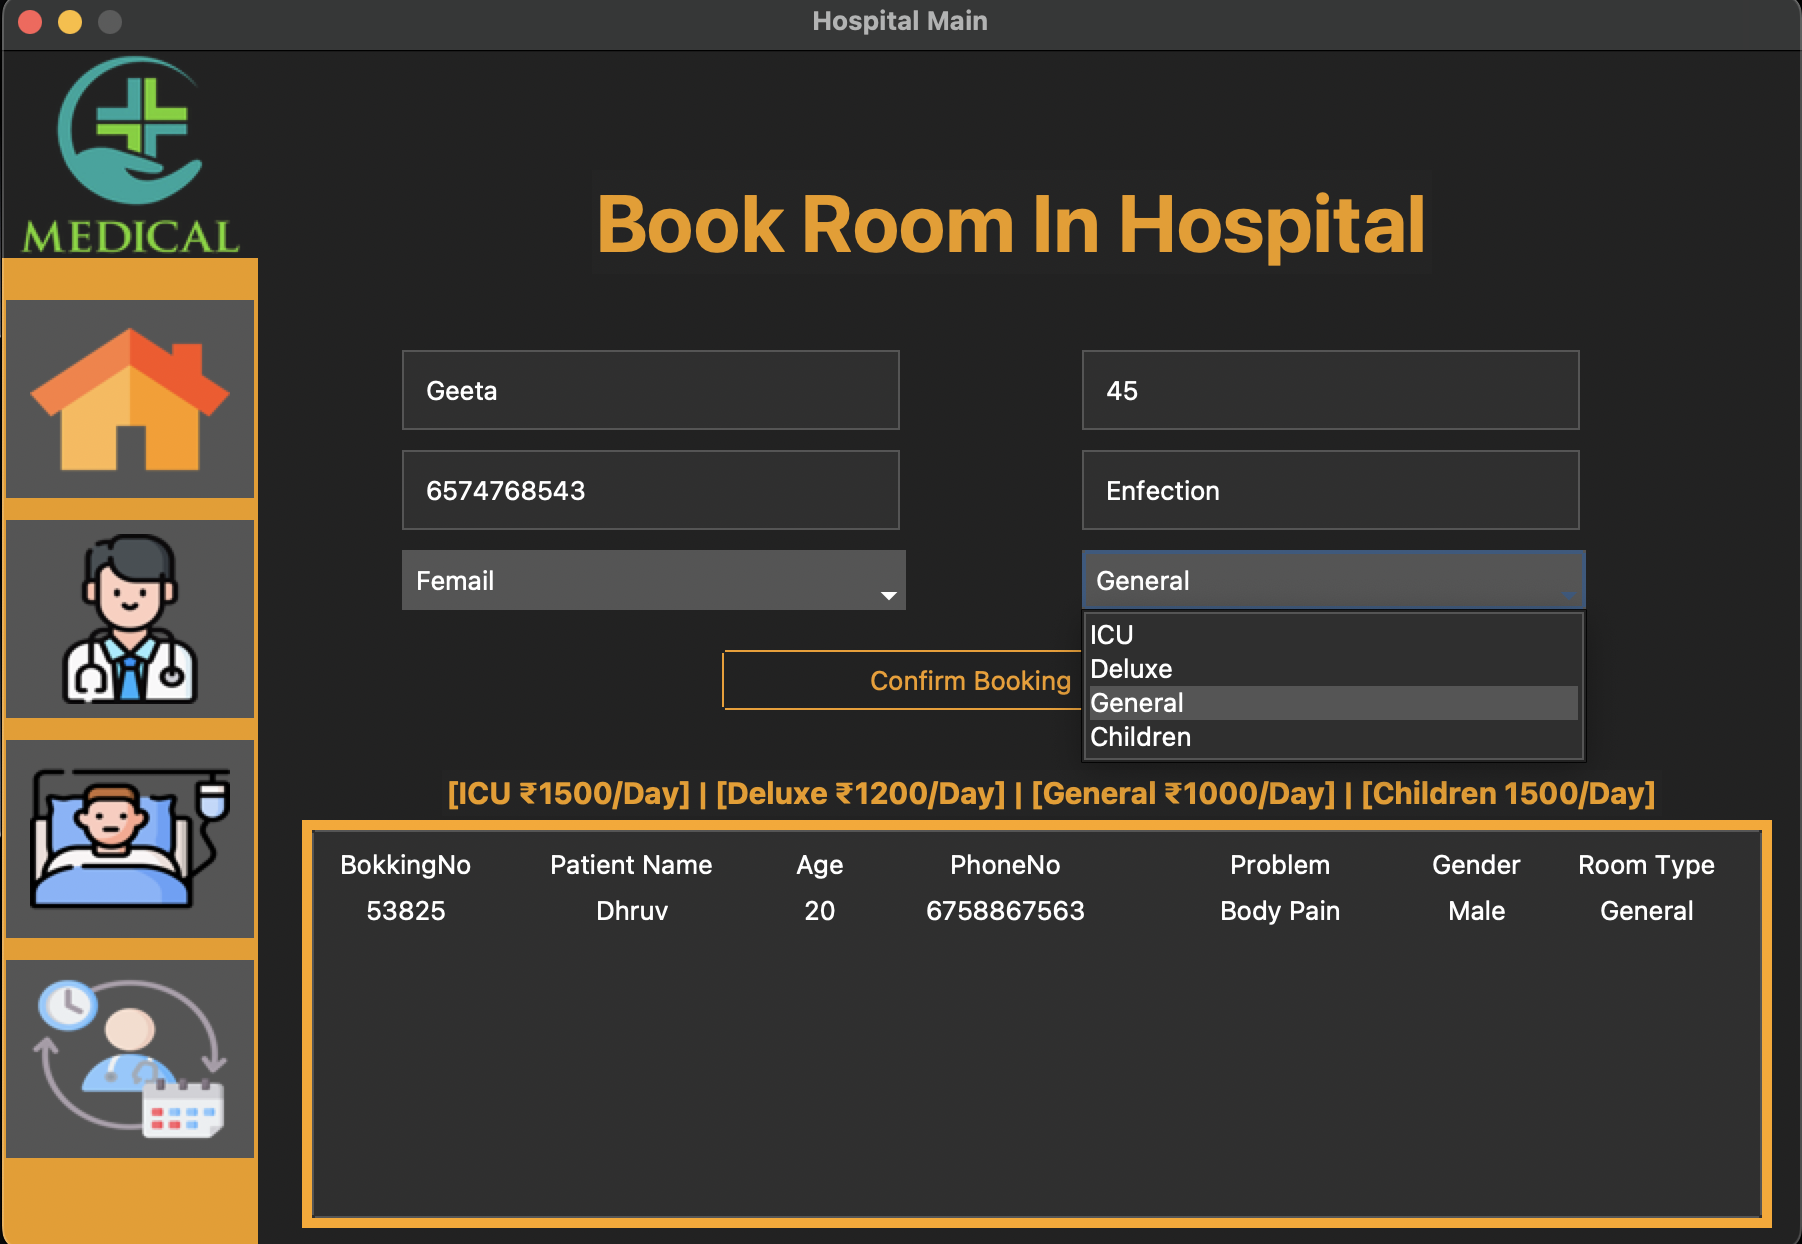 Hospital Main
MEDICAL
Book Room In Hospital
Geeta
45
6574768543
Enfection
Femail
General
ICU
Deluxe
General
Children
Confirm Booking
[ICU ₹1500/Day] | [Deluxe ₹1200/Day] | [General ₹1000/Day] | [Children 1500/Day]
BokkingNo Patient Name Age PhoneNo Problem Gender Room Type
53825 Dhruv 20 6758867563 Body Pain Male General